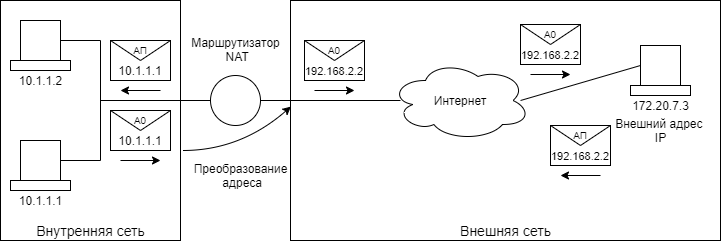 10.1.1.2
АП
10.1.1.1
А0
10.1.1.1
10.1.1.1
Внутренняя сеть
Маршрутизатор
NAT
Преобразование
адреса
А0
192.168.2.2
Интернет
А0
192.168.2.2
172.20.7.3
Внешний адрес
IP
АП
192.168.2.2
Внешняя сеть